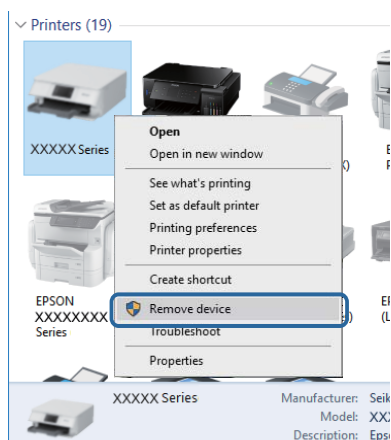 Printers (19)
XXXXX Series
Open
Open in new window
See what's printing
Set as default printer
Printing preferences
Printer properties
Create shortcut
Remove device
Troubleshoot
Properties
EPSON
XXXXXXXX
Series
XXXXX Series
Manufacturer:
Model:
Description: